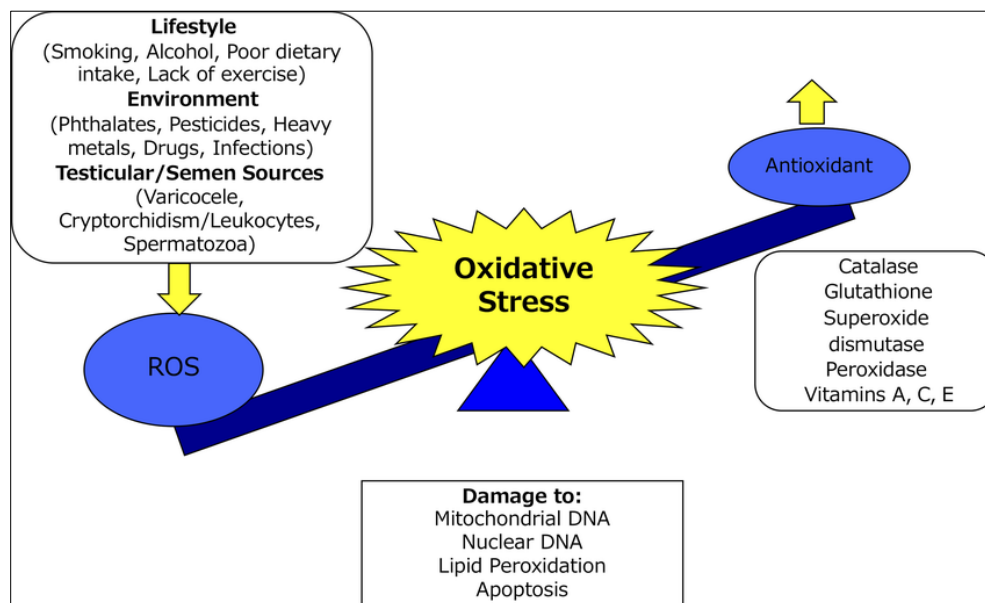 Lifestyle
(Smoking, Alcohol, Poor dietary
intake, Lack of exercise)
Environment
(Phthalates, Pesticides, Heavy
metals, Drugs, Infections)
Testicular/Semen Sources
(Varicocele,
Cryptorchidism/Leukocytes,
Spermatozoa)
Antioxidant
Oxidative
Stress
ROS
Catalase
Glutathione
Superoxide
dismutase
Peroxidase
Vitamins A, C, E
Damage to:
Mitochondrial DNA
Nuclear DNA
Lipid Peroxidation
Apoptosis